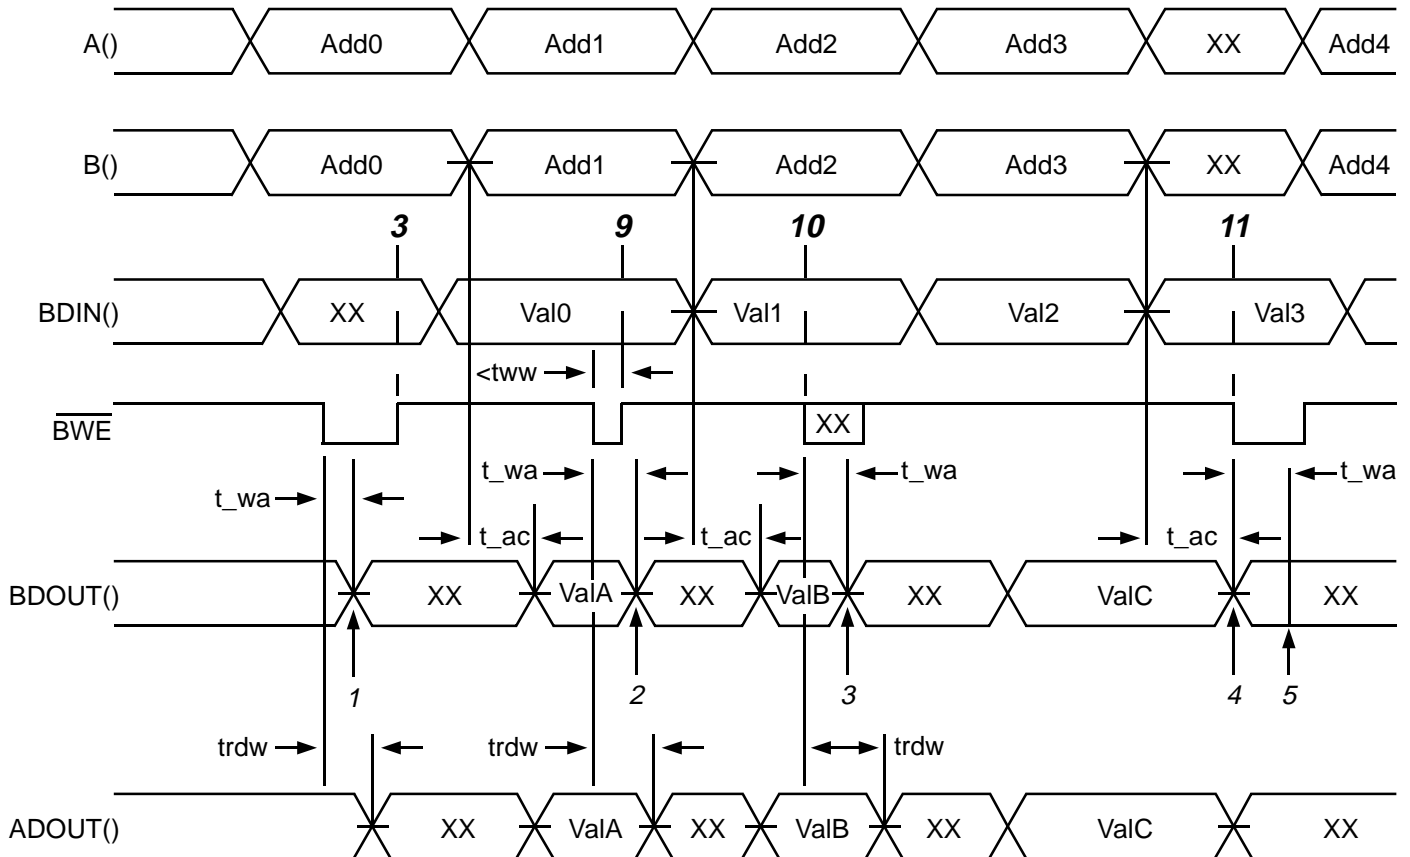 A() Add0 Add1 Add2 Add3 XX Add4
B() Add0 Add1 Add2 Add3 XX Add4
3 9 10 11
BDIN() XX Val0 Val1 Val2 Val3
<tww
BWE XX
t_wa t_wa t_wa t_wa
t_ac t_ac t_ac
BDOUT() XX ValA XX ValB XX ValC XX
1 2 3 4 5
trdw trdw trdw
ADOUT() XX ValA XX ValB XX ValC XX